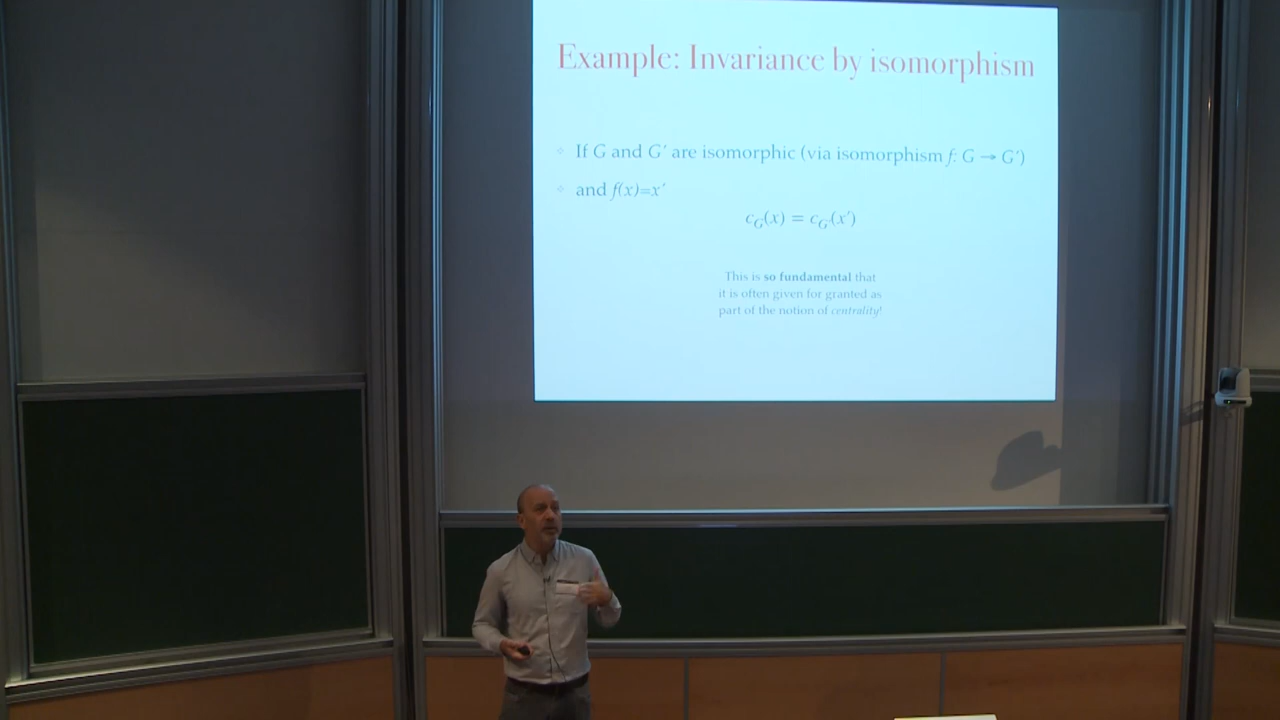 Example: Invariance by isomorphism
If G and G′ are isomorphic (via isomorphism f: G → G′)
and f(x)=x′
c_G(x) = c_G′(x′)
This is so fundamental that
it is often given for granted as
part of the notion of centrality!